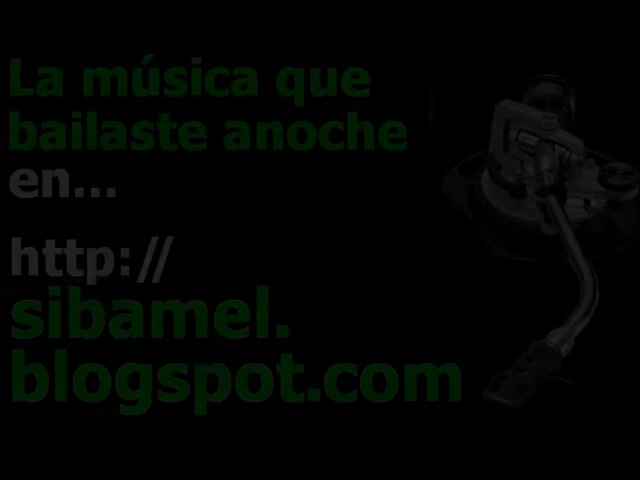 La música que
bailaste anoche
en...
http://
sibamel.
blogspot.com